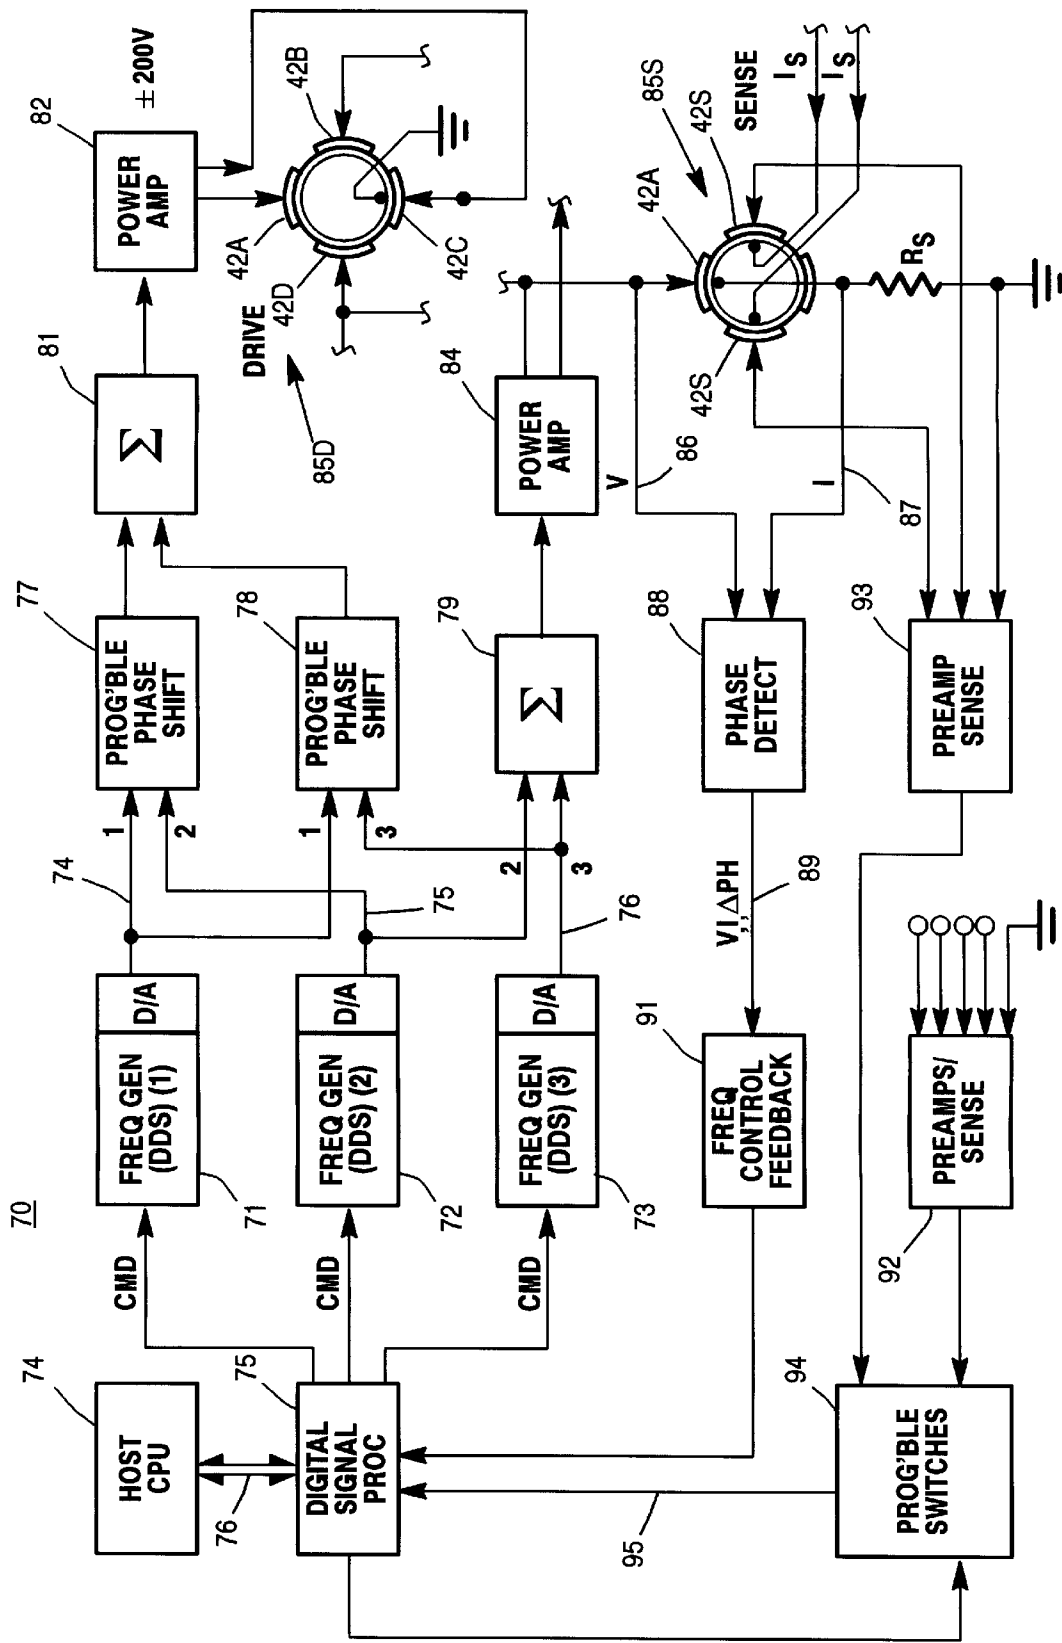 70
74
HOST
CPU
76
75
DIGITAL
SIGNAL
PROC
CMD
CMD
CMD
FREQ GEN
(DDS) (1)
D/A
71
FREQ GEN
(DDS) (2)
D/A
72
FREQ GEN
(DDS) (3)
D/A
73
74
75
76
1
2
1
3
2
3
77
PROG'BLE
PHASE
SHIFT
78
PROG'BLE
PHASE
SHIFT
79
Σ
81
Σ
82
POWER
AMP
± 200V
42A
42B
42C
42D
DRIVE
85D
84
POWER
AMP
V
86
I
87
42A
42S
42S
85S
SENSE
IS
IS
RS
88
PHASE
DETECT
VI,,ΔPH
89
91
FREQ
CONTROL
FEEDBACK
93
PREAMP
SENSE
92
PREAMPS/
SENSE
94
PROG'BLE
SWITCHES
95